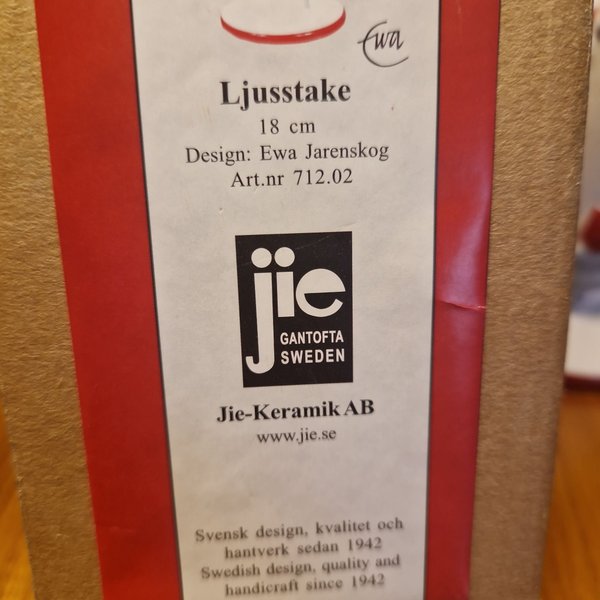 Ewa
Ljusstake
18 cm
Design: Ewa Jarenskog
Art.nr 712.02
jie
GANTOFTA
SWEDEN
Jie-Keramik AB
www.jie.se
Svensk design, kvalitet och
hantverk sedan 1942
Swedish design, quality and
handicraft since 1942